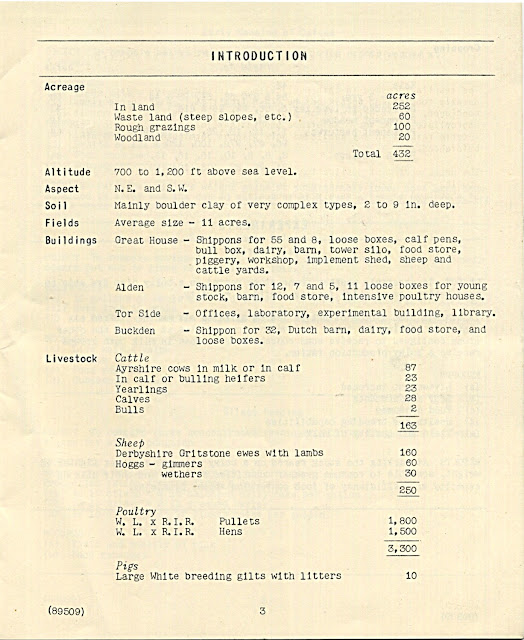 INTRODUCTION
Acreage
acres
In land 252
Waste land (steep slopes, etc.) 60
Rough grazings 100
Woodland 20
Total 432
Altitude 700 to 1,200 ft above sea level.
Aspect N.E. and S.W.
Soil Mainly boulder clay of very complex types, 2 to 9 in. deep.
Fields Average size - 11 acres.
Buildings Great House - Shippons for 55 and 8, loose boxes, calf pens,
bull box, dairy, barn, tower silo, food store,
piggery, workshop, implement shed, sheep and
cattle yards.
Alden - Shippons for 12, 7 and 5, 11 loose boxes for young
stock, barn, food store, intensive poultry houses.
Tor Side - Offices, laboratory, experimental building, library.
Buckden - Shippon for 32, Dutch barn, dairy, food store, and
loose boxes.
Livestock Cattle
Ayrshire cows in milk or in calf 87
In calf or bulling heifers 23
Yearlings 23
Calves 28
Bulls 2
163
Sheep
Derbyshire Gritstone ewes with lambs 160
Hoggs - gimmers 60
wethers 30
250
Poultry
W. L. x R.I.R. Pullets 1,800
W. L. x R.I.R. Hens 1,500
3,300
Pigs
Large White breeding gilts with litters 10
(89509) 3